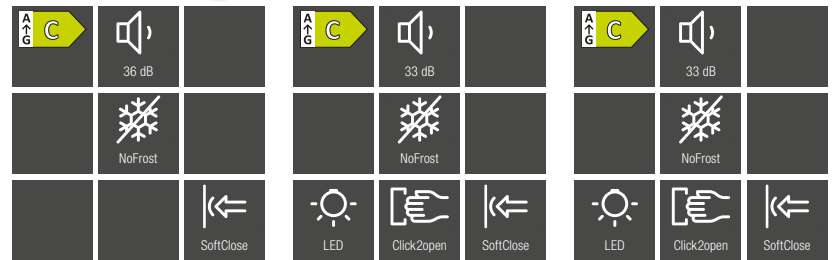 A
G
C
36 dB
A
G
C
33 dB
A
G
C
33 dB
NoFrost
NoFrost
NoFrost
SoftClose
LED
Click2open
SoftClose
LED
Click2open
SoftClose